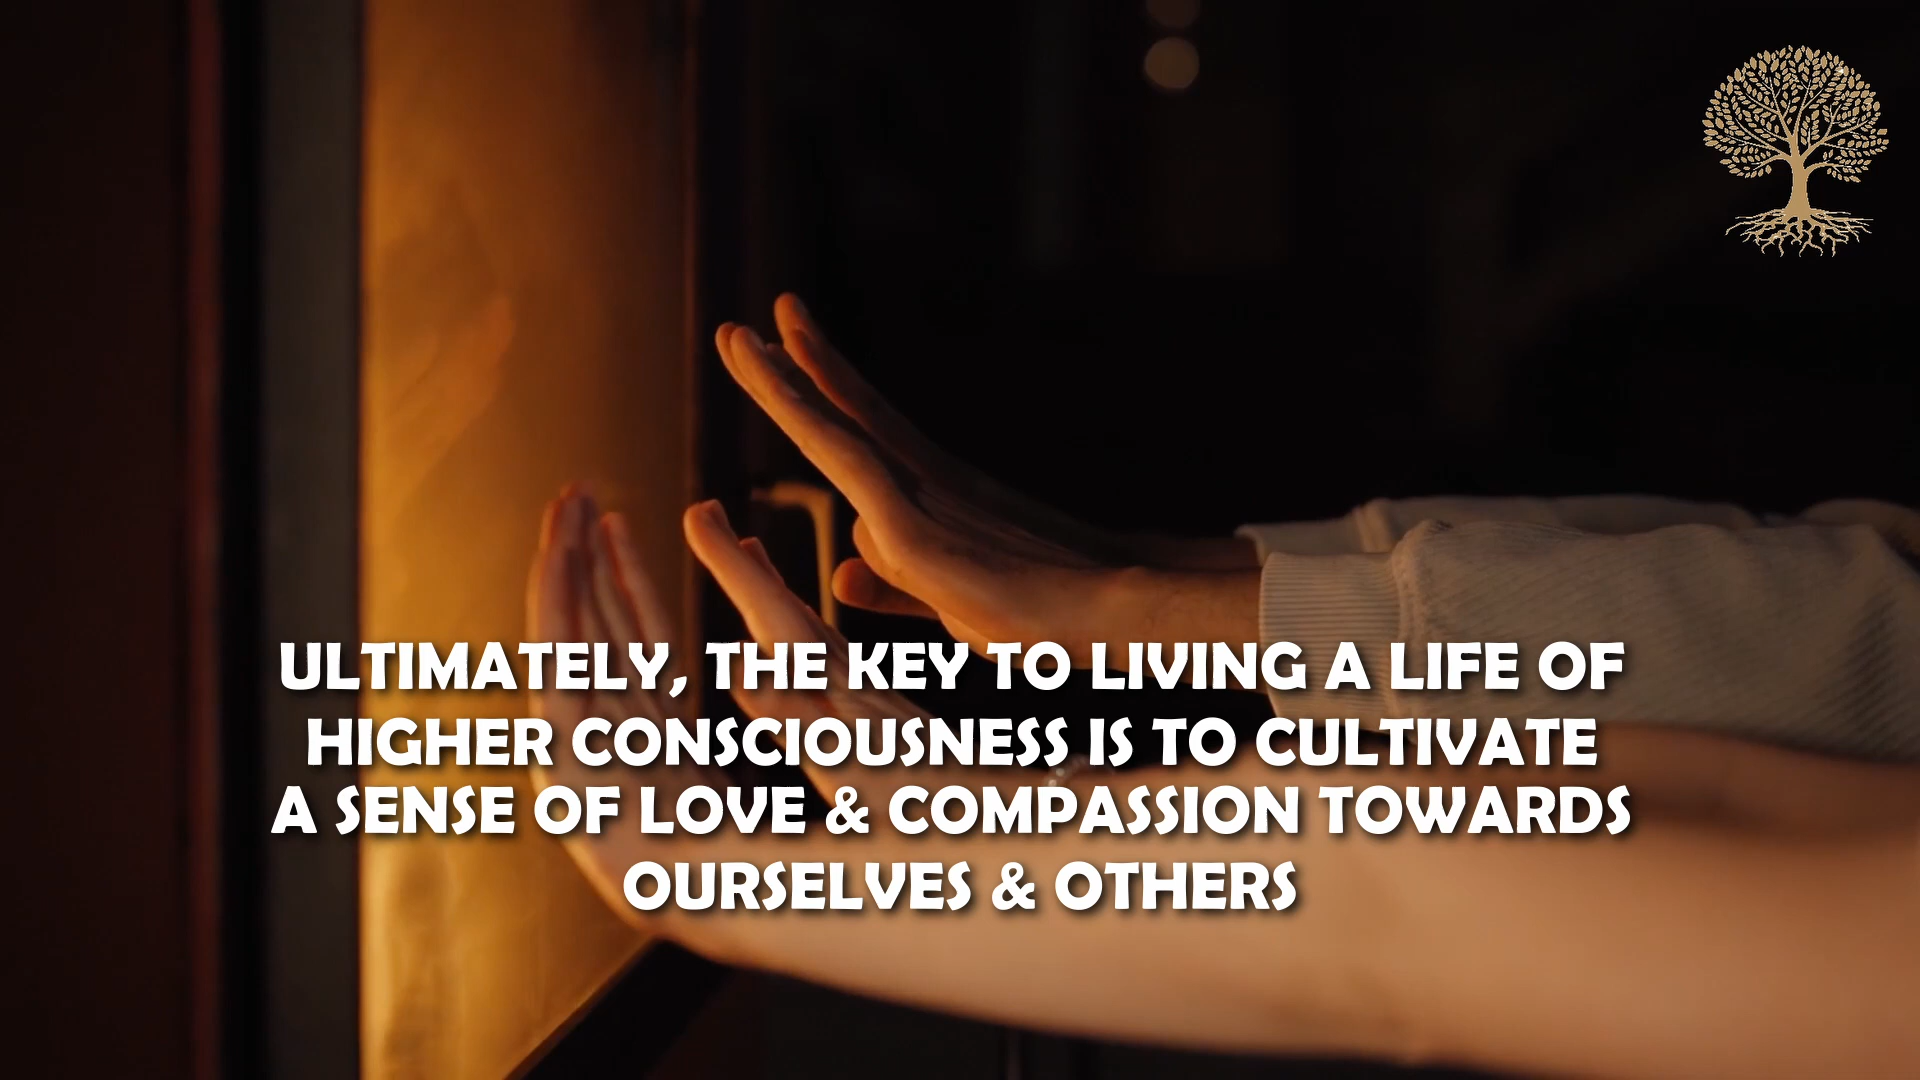 ULTIMATELY, THE KEY TO LIVING A LIFE OF
HIGHER CONSCIOUSNESS IS TO CULTIVATE
A SENSE OF LOVE & COMPASSION TOWARDS
OURSELVES & OTHERS